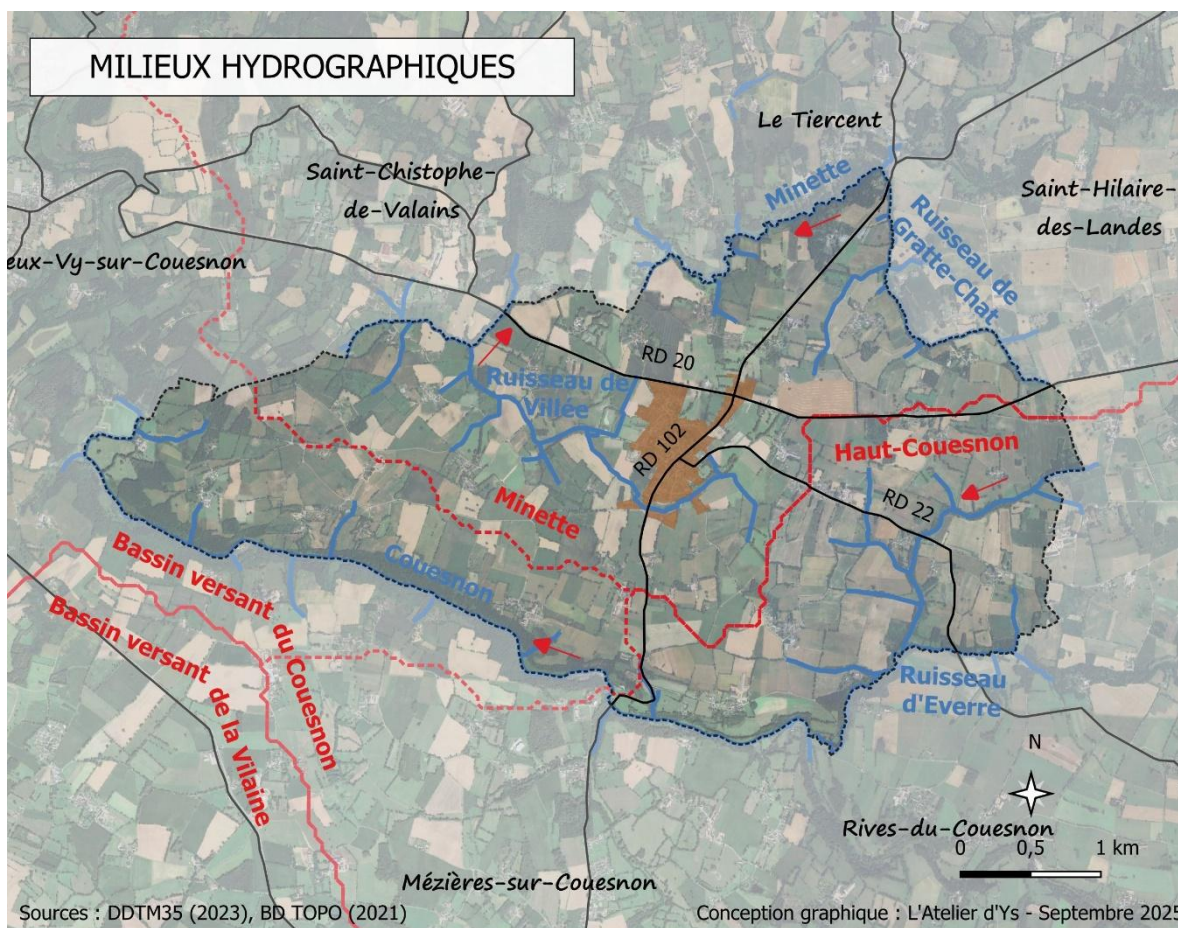 MILIEUX HYDROGRAPHIQUES
Le Tiercent
Saint-Chistophe-
de-Valains
Minette
Saint-Hilaire-
des-Landes
Ruisseau de
Gratte-Chat
eux-Vy-sur-Couesnon
RD 20
Ruisseau de
Villée
RD 102
Haut-Couesnon
RD 22
Minette
Couesnon
Bassin versant du Couesnon
Bassin versant de la Vilaine
Ruisseau
d'Everre
N
Rives-du-Couesnon
0 0,5 1 km
Mézières-sur-Couesnon
Sources : DDTM35 (2023), BD TOPO (2021)
Conception graphique : L'Atelier d'Ys - Septembre 2025